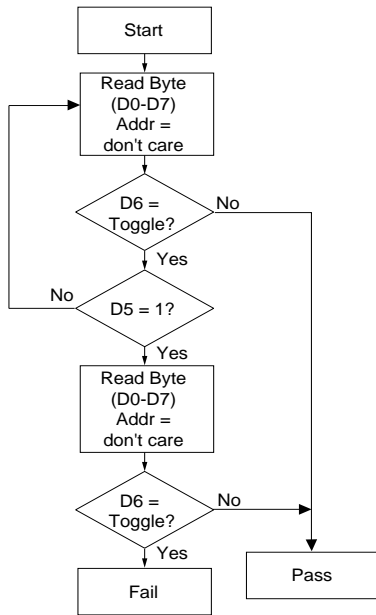 Start
Read Byte
(D0-D7)
Addr =
don't care
D6 =
Toggle?
No
Yes
No
D5 = 1?
Yes
Read Byte
(D0-D7)
Addr =
don't care
D6 =
Toggle?
No
Yes
Pass
Fail